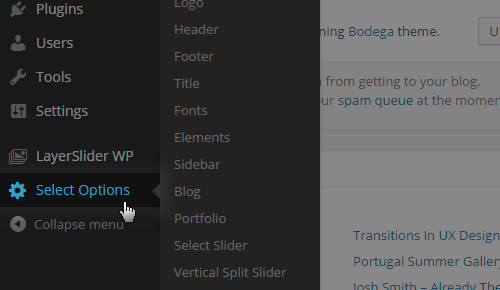 Plugins
Users
Tools
Settings
LayerSlider WP
Select Options
Collapse menu
Logo
Header
Footer
Title
Fonts
Elements
Sidebar
Blog
Portfolio
Select Slider
Vertical Split Slider
ning Bodega theme.
U
from getting to your blog.
our spam queue at the momen
Transitions In UX Design
Portugal Summer Gallery
Josh Smith – Already The